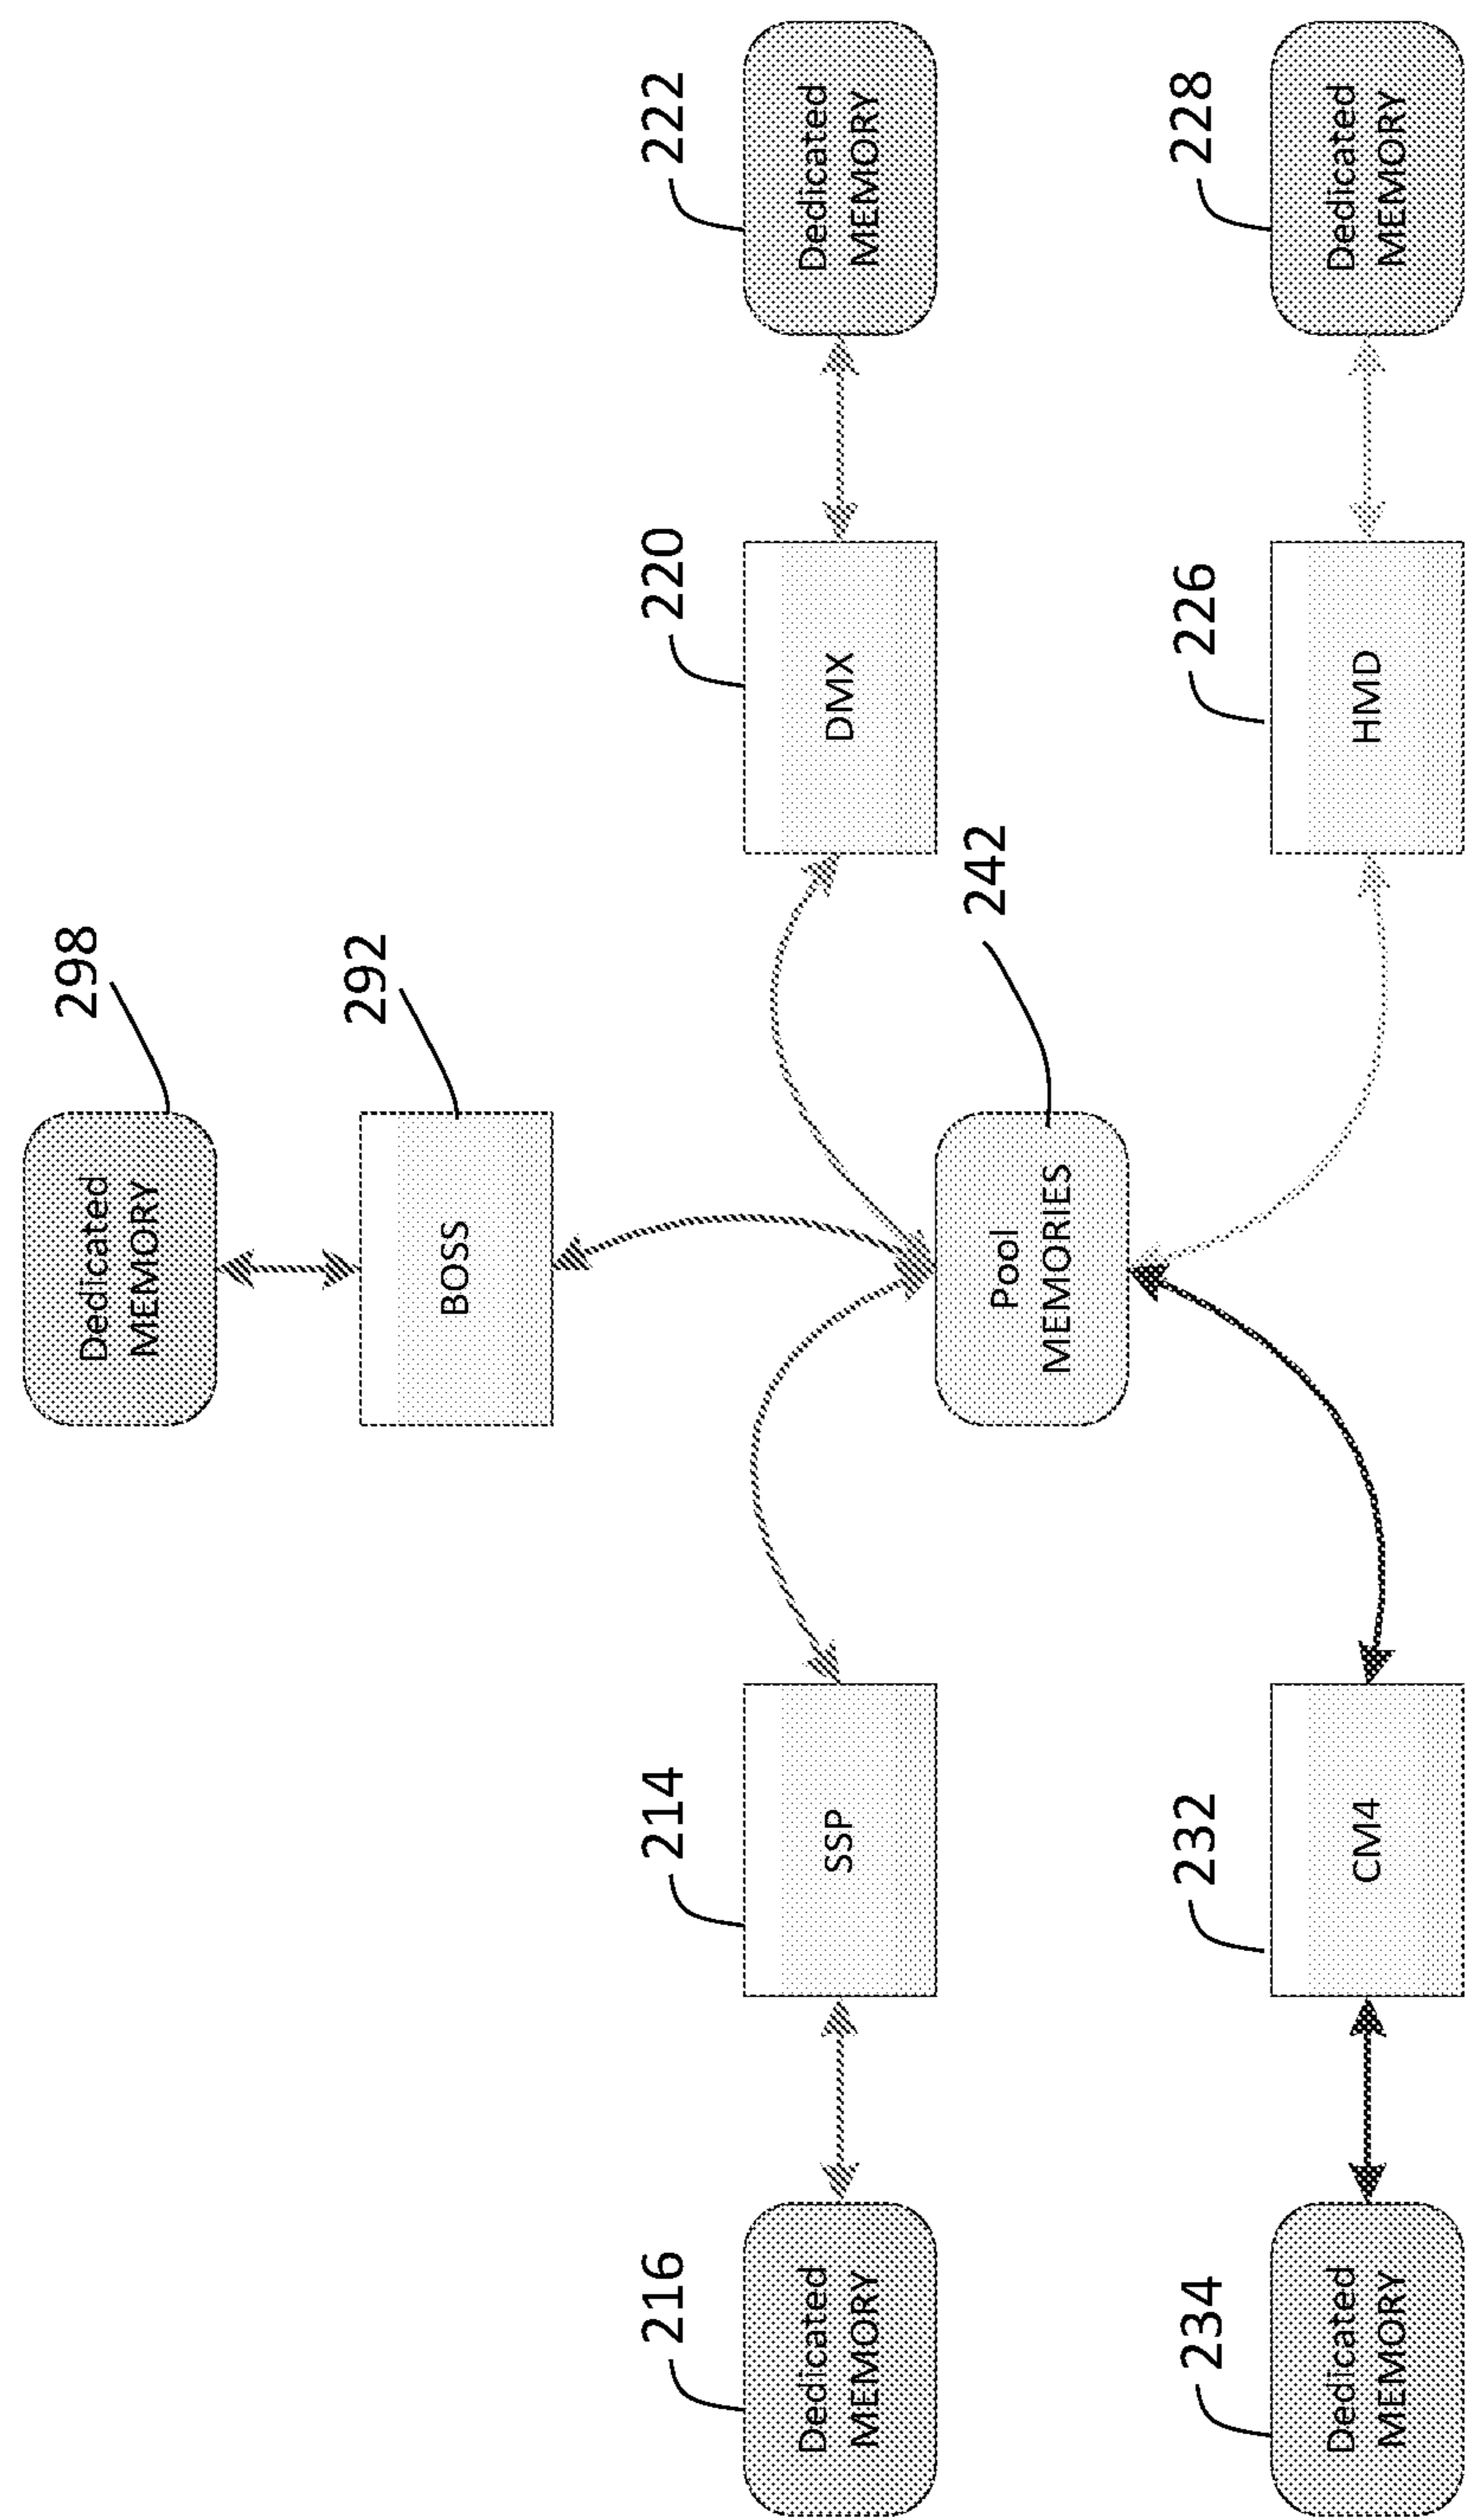 298
Dedicated
MEMORY
292
BOSS
216
Dedicated
MEMORY
214
SSP
220
DMX
222
Dedicated
MEMORY
242
Pool
MEMORIES
234
Dedicated
MEMORY
232
CM4
226
HMD
228
Dedicated
MEMORY